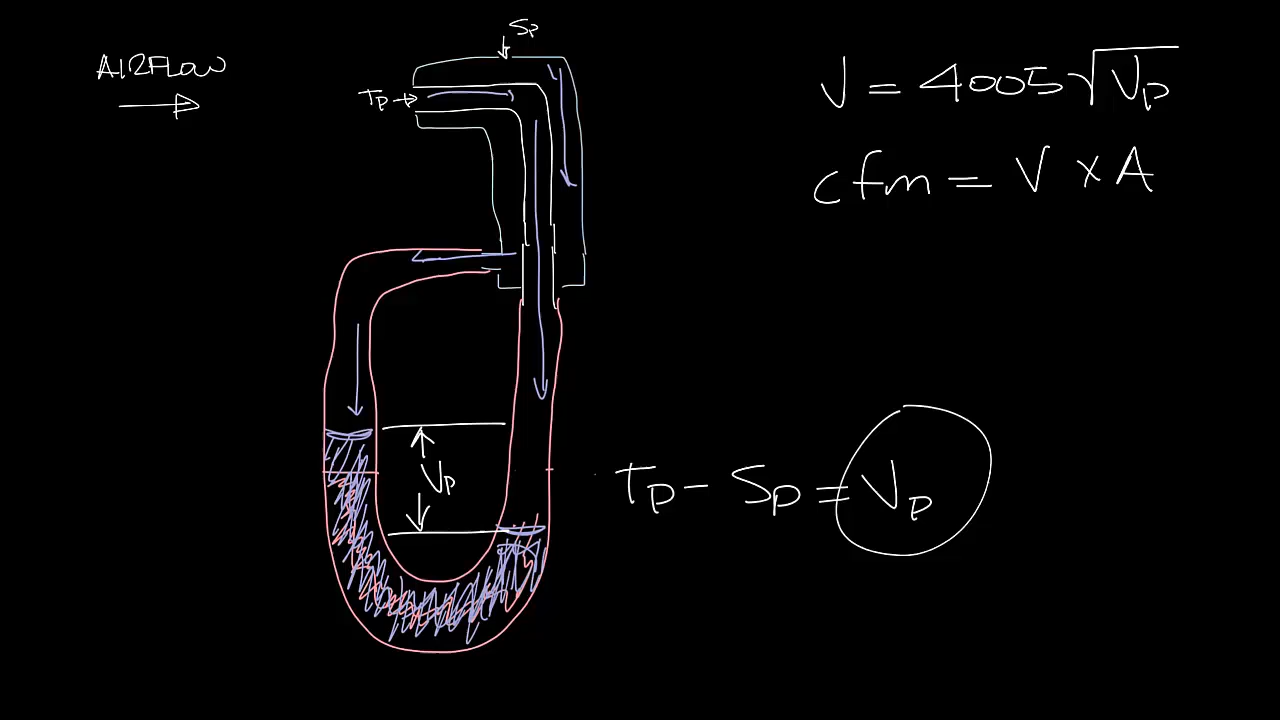 Sp
AIRFLOW
Tp
V = 4005√Vp
cfm = V x A
Vp
Tp - Sp = Vp